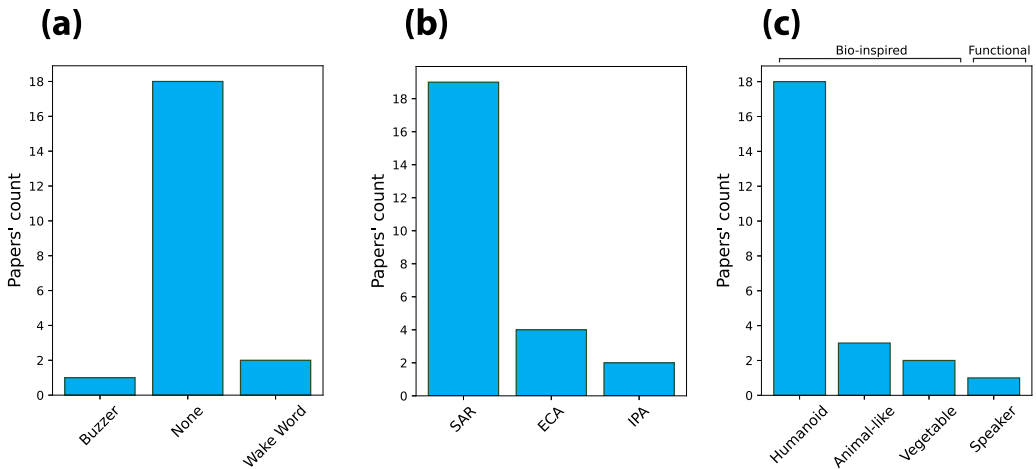 (a)
Papers' count
18
16
14
12
10
8
6
4
2
0
Buzzer
None
Wake Word
(b)
Papers' count
18
16
14
12
10
8
6
4
2
0
SAR
ECA
IPA
(c)
Bio-inspired
Functional
Papers' count
18
16
14
12
10
8
6
4
2
0
Humanoid
Animal-like
Vegetable
Speaker